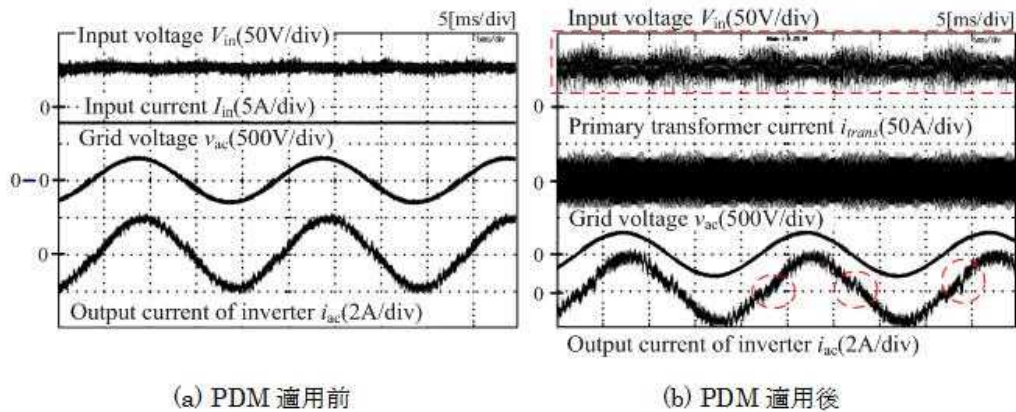 5[ms/div]
Input voltage Vin(50V/div)
0
Input current Iin(5A/div)
Grid voltage vac(500V/div)
0-0
0
Output current of inverter iac(2A/div)
(a) PDM 適用前
Input voltage Vin(50V/div) 5[ms/div]
0
Primary transformer current itrans(50A/div)
0
Grid voltage vac(500V/div)
0
0
Output current of inverter iac(2A/div)
(b) PDM 適用後